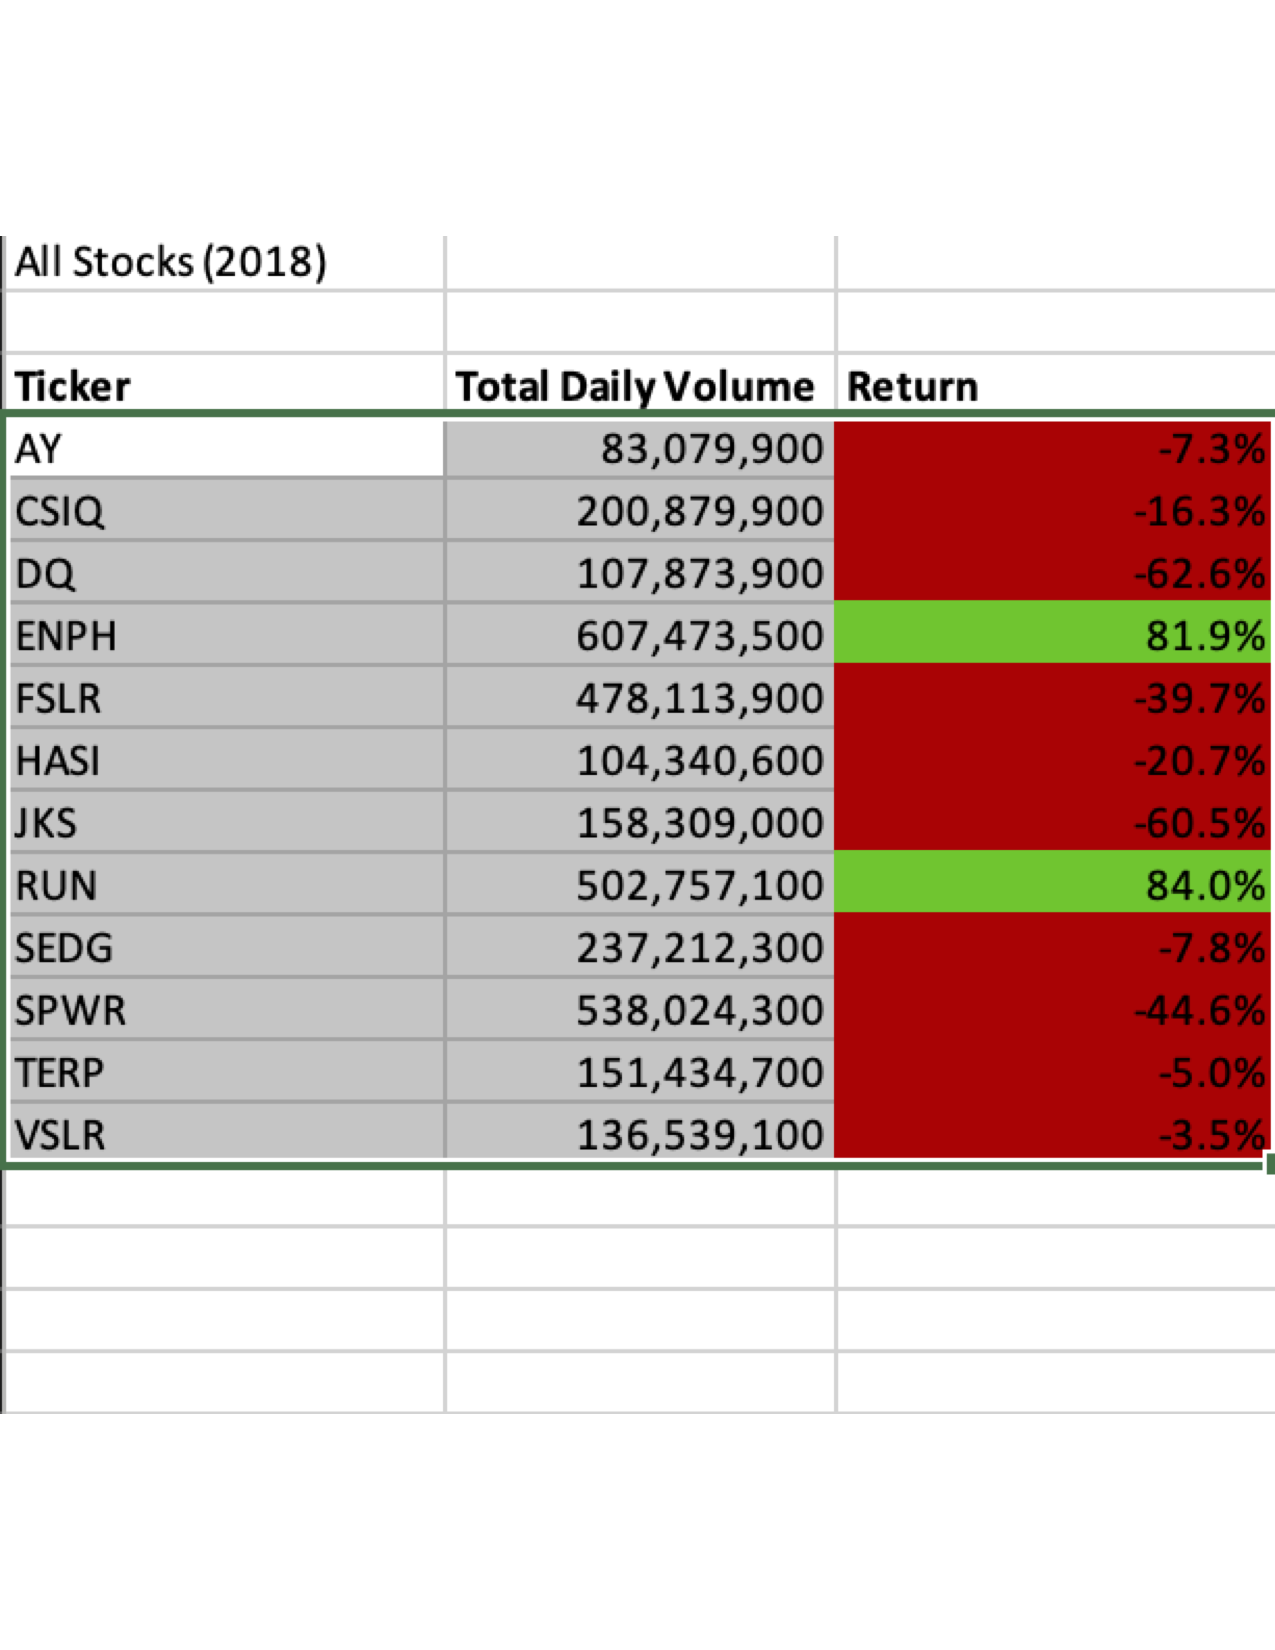 All Stocks (2018)
Ticker Total Daily Volume Return
AY 83,079,900 -7.3%
CSIQ 200,879,900 -16.3%
DQ 107,873,900 -62.6%
ENPH 607,473,500 81.9%
FSLR 478,113,900 -39.7%
HASI 104,340,600 -20.7%
JKS 158,309,000 -60.5%
RUN 502,757,100 84.0%
SEDG 237,212,300 -7.8%
SPWR 538,024,300 -44.6%
TERP 151,434,700 -5.0%
VSLR 136,539,100 -3.5%